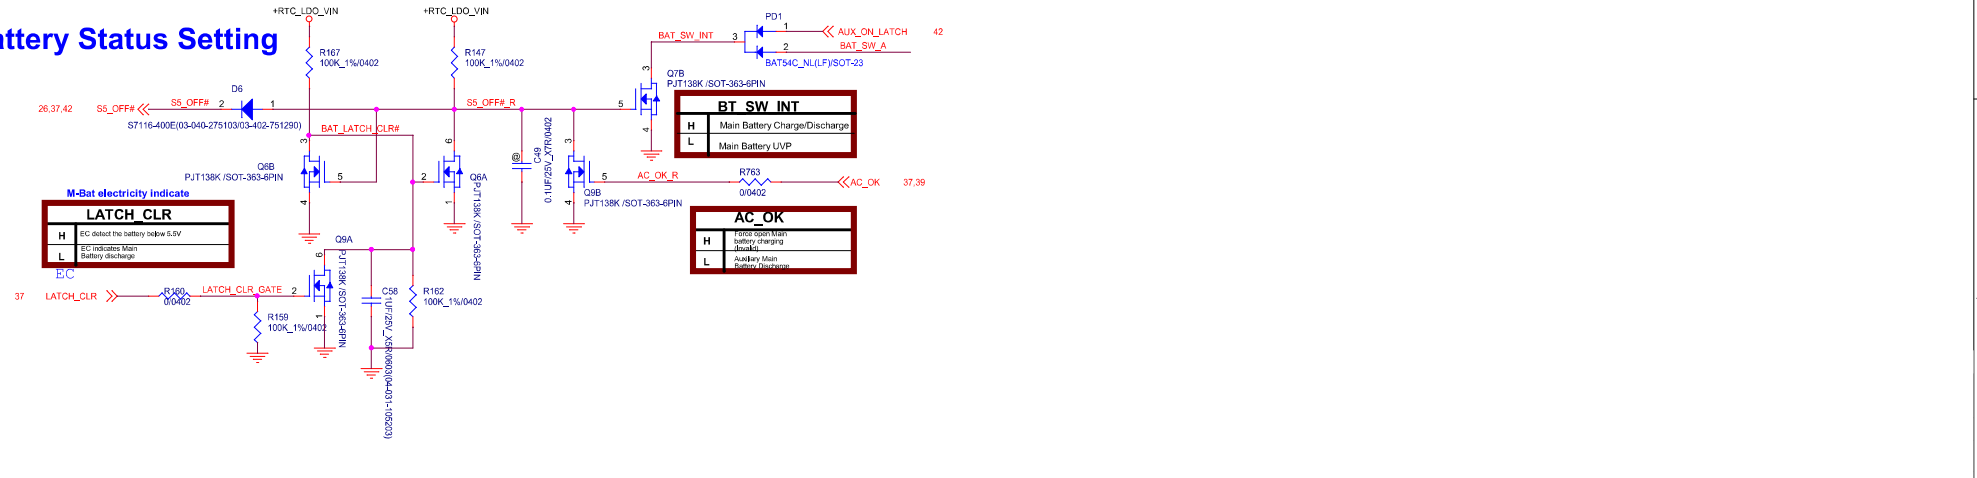 +RTC_LDO_VIN
+RTC_LDO_VIN
ttery Status Setting
R167
100K_1%/0402
R147
100K_1%/0402
PD1
1
AUX_ON_LATCH
42
BAT_SW_INT
3
2
BAT_SW_A
BAT54C_NL(LF)/SOT-23
3
Q7B
PJT138K /SOT-363-6PIN
5
4
26,37,42
S5_OFF#
S5_OFF#
2
D6
1
S7116-400E(03-040-275103/03-402-751290)
S5_OFF#_R
BT_SW_INT
H
Main Battery Charge/Discharge
L
Main Battery UVP
BAT_LATCH_CLR#
3
Q6B
PJT138K /SOT-363-6PIN
5
4
6
2
Q6A
PJT138K /SOT-363-6PIN
1
@
C49
0.1UF/25V_X7R/0402
3
5
Q9B
PJT138K /SOT-363-6PIN
4
AC_OK_R
R763
0/0402
AC_OK
37,39
M-Bat electricity indicate
LATCH_CLR
H
EC detect the battery below 5.5V
L
EC indicates Main
Battery discharge
EC
AC_OK
H
Force open Main
battery charging
(Invalid)
L
Auxiliary Main
Battery Discharge
37
LATCH_CLR
R160
0/0402
LATCH_CLR_GATE
2
Q9A
6
PJT138K /SOT-363-6PIN
1
R159
100K_1%/0402
C58
1UF/25V_X5R/0603(04-031-105203)
R162
100K_1%/0402